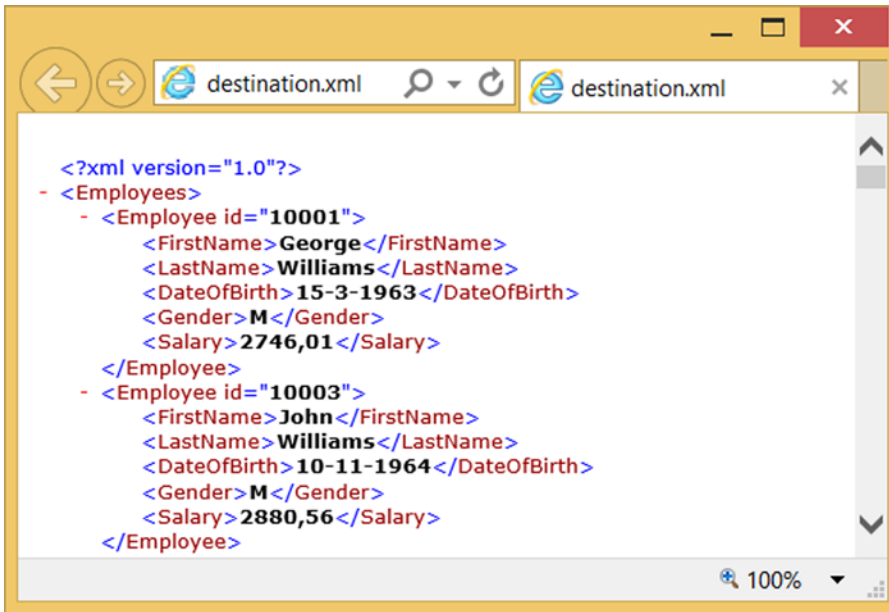 destination.xml
destination.xml
<?xml version="1.0"?>
- <Employees>
- <Employee id="10001">
<FirstName>George</FirstName>
<LastName>Williams</LastName>
<DateOfBirth>15-3-1963</DateOfBirth>
<Gender>M</Gender>
<Salary>2746,01</Salary>
</Employee>
- <Employee id="10003">
<FirstName>John</FirstName>
<LastName>Williams</LastName>
<DateOfBirth>10-11-1964</DateOfBirth>
<Gender>M</Gender>
<Salary>2880,56</Salary>
</Employee>
100%